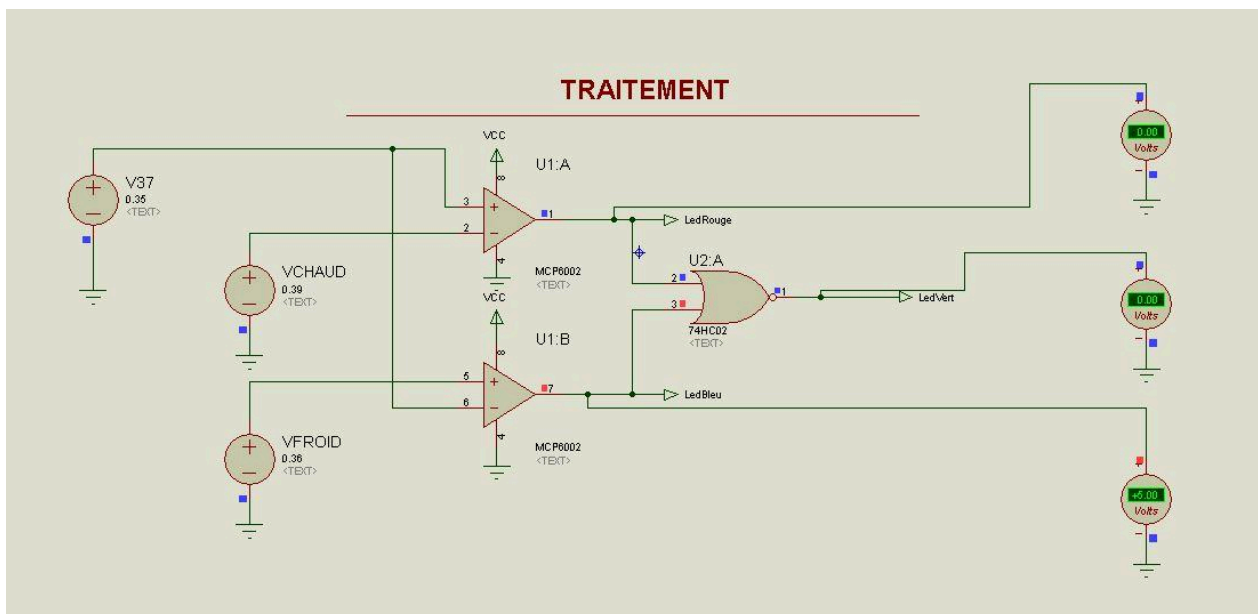 TRAITEMENT
VCC
U1:A
8
V37
0.35
<TEXT>
3
2
1
4
LedRouge
MCP6002
<TEXT>
VCHAUD
0.39
<TEXT>
VCC
U1:B
8
U2:A
2
3
1
74HC02
<TEXT>
LedVert
5
6
7
4
LedBleu
MCP6002
<TEXT>
VFROID
0.36
<TEXT>
0.00
Volts
0.00
Volts
+5.00
Volts